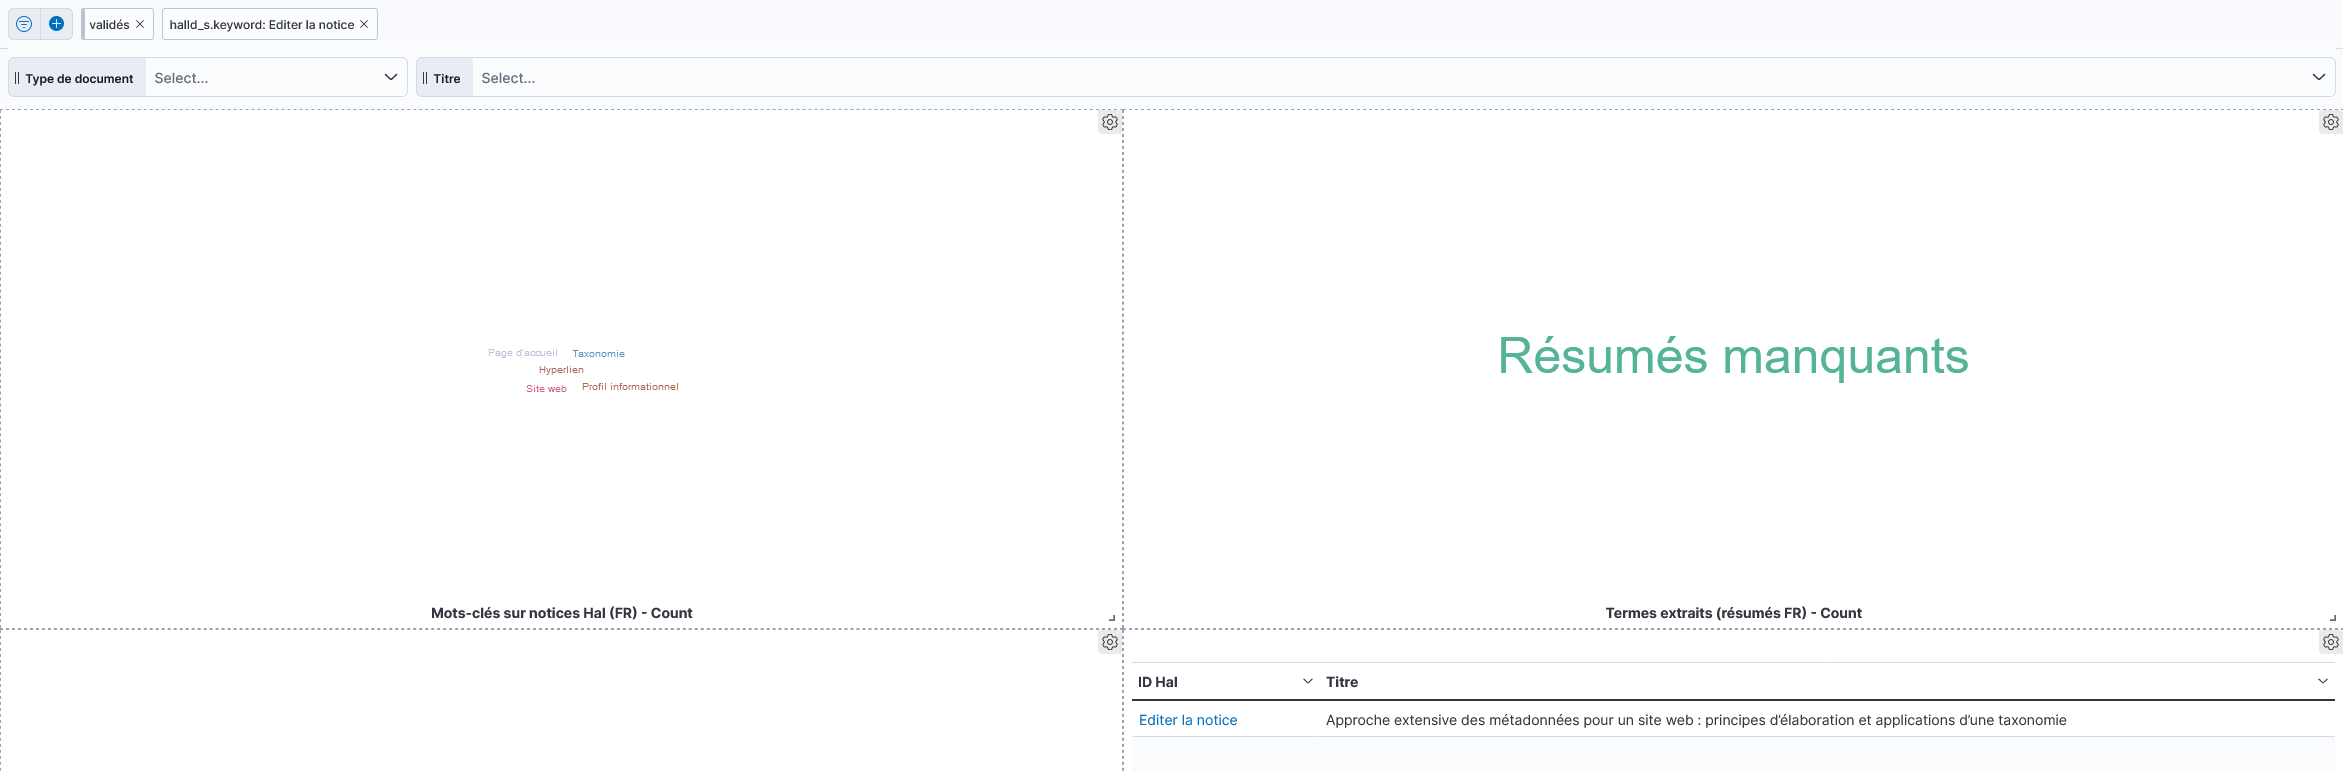 validés
halId_s.keyword: Editer la notice
Type de document Select...
Titre Select...
Page d'accueil Taxonomie
Hyperlien
Site web Profil informationnel
Mots-clés sur notices Hal (FR) - Count
Résumés manquants
Termes extraits (résumés FR) - Count
ID Hal Titre
Editer la notice Approche extensive des métadonnées pour un site web : principes d’élaboration et applications d’une taxonomie